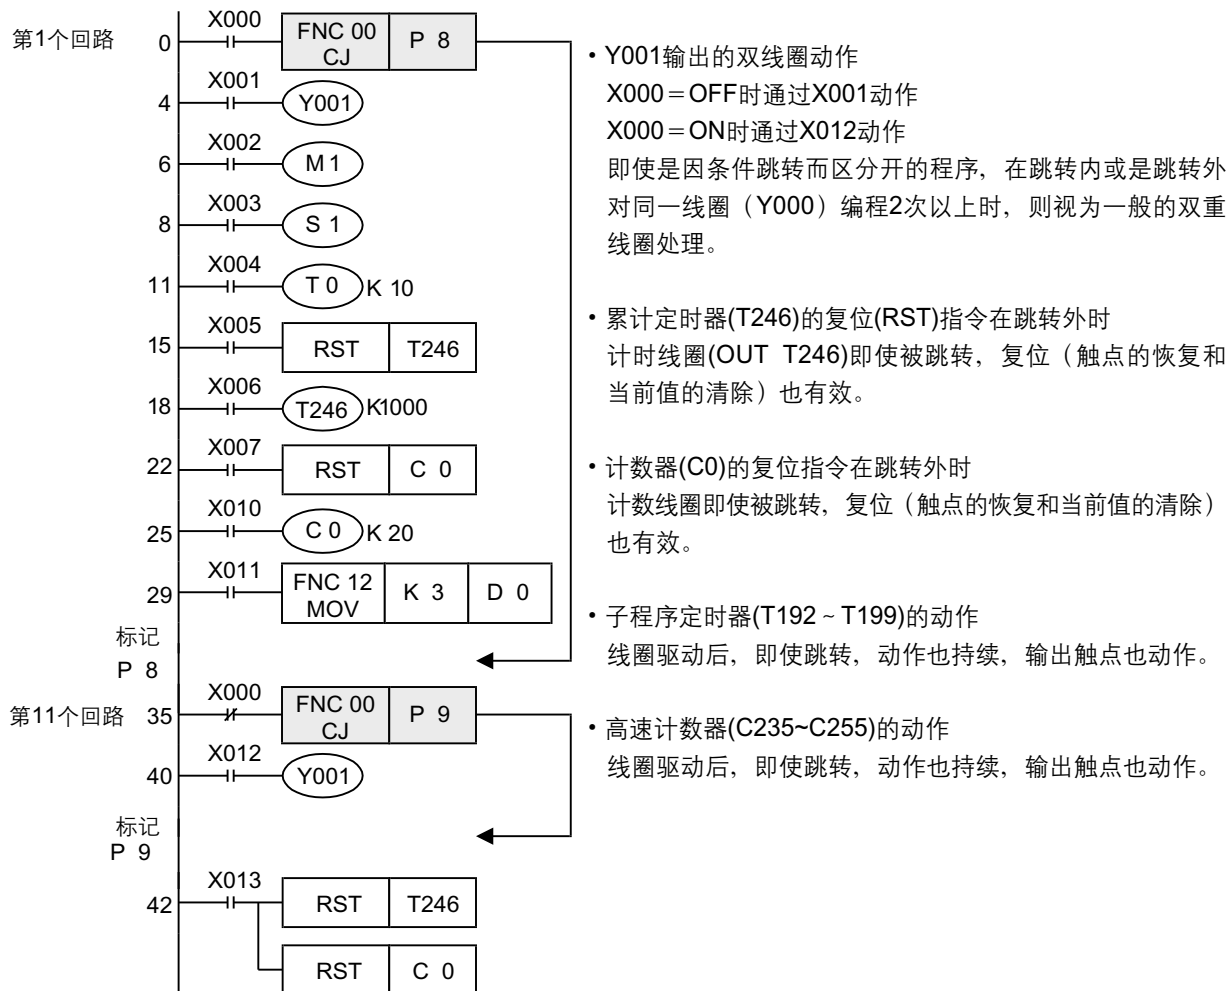 第1个回路
0
X000
FNC 00
CJ
P 8
4
X001
Y001
6
X002
M 1
8
X003
S 1
11
X004
T 0
K 10
15
X005
RST
T246
18
X006
T246
K1000
22
X007
RST
C 0
25
X010
C 0
K 20
29
X011
FNC 12
MOV
K 3
D 0
标记
P 8
第11个回路
35
X000
FNC 00
CJ
P 9
40
X012
Y001
标记
P 9
42
X013
RST
T246
RST
C 0
・Y001输出的双线圈动作
X000＝OFF时通过X001动作
X000＝ON时通过X012动作
即使是因条件跳转而区分开的程序，在跳转内或是跳转外
对同一线圈（Y000）编程2次以上时，则视为一般的双重
线圈处理。
・累计定时器(T246)的复位(RST)指令在跳转外时
计时线圈(OUT T246)即使被跳转，复位（触点的恢复和
当前值的清除）也有效。
・计数器(C0)的复位指令在跳转外时
计数线圈即使被跳转，复位（触点的恢复和当前值的清除）
也有效。
・子程序定时器(T192～T199)的动作
线圈驱动后，即使跳转，动作也持续，输出触点也动作。
・高速计数器(C235~C255)的动作
线圈驱动后，即使跳转，动作也持续，输出触点也动作。